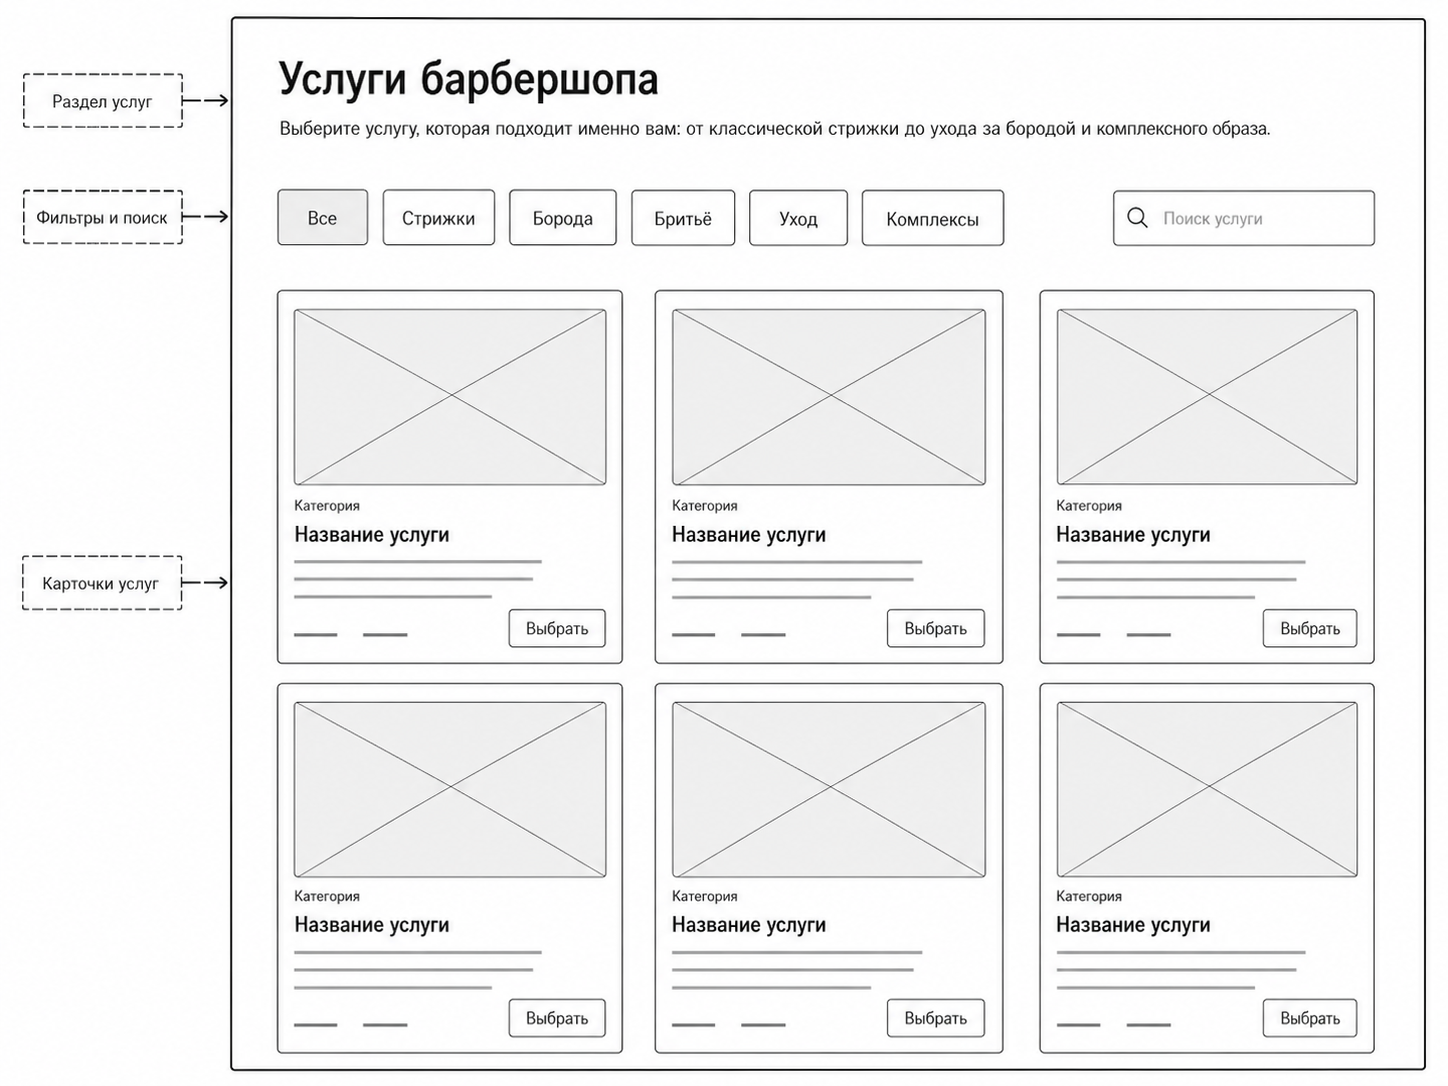 Раздел услуг
Услуги барбершопа
Выберите услугу, которая подходит именно вам: от классической стрижки до ухода за бородой и комплексного образа.
Фильтры и поиск
Все
Стрижки
Борода
Бритьё
Уход
Комплексы
Поиск услуги
Карточки услуг
Категория
Название услуги
Выбрать
Категория
Название услуги
Выбрать
Категория
Название услуги
Выбрать
Категория
Название услуги
Выбрать
Категория
Название услуги
Выбрать
Категория
Название услуги
Выбрать